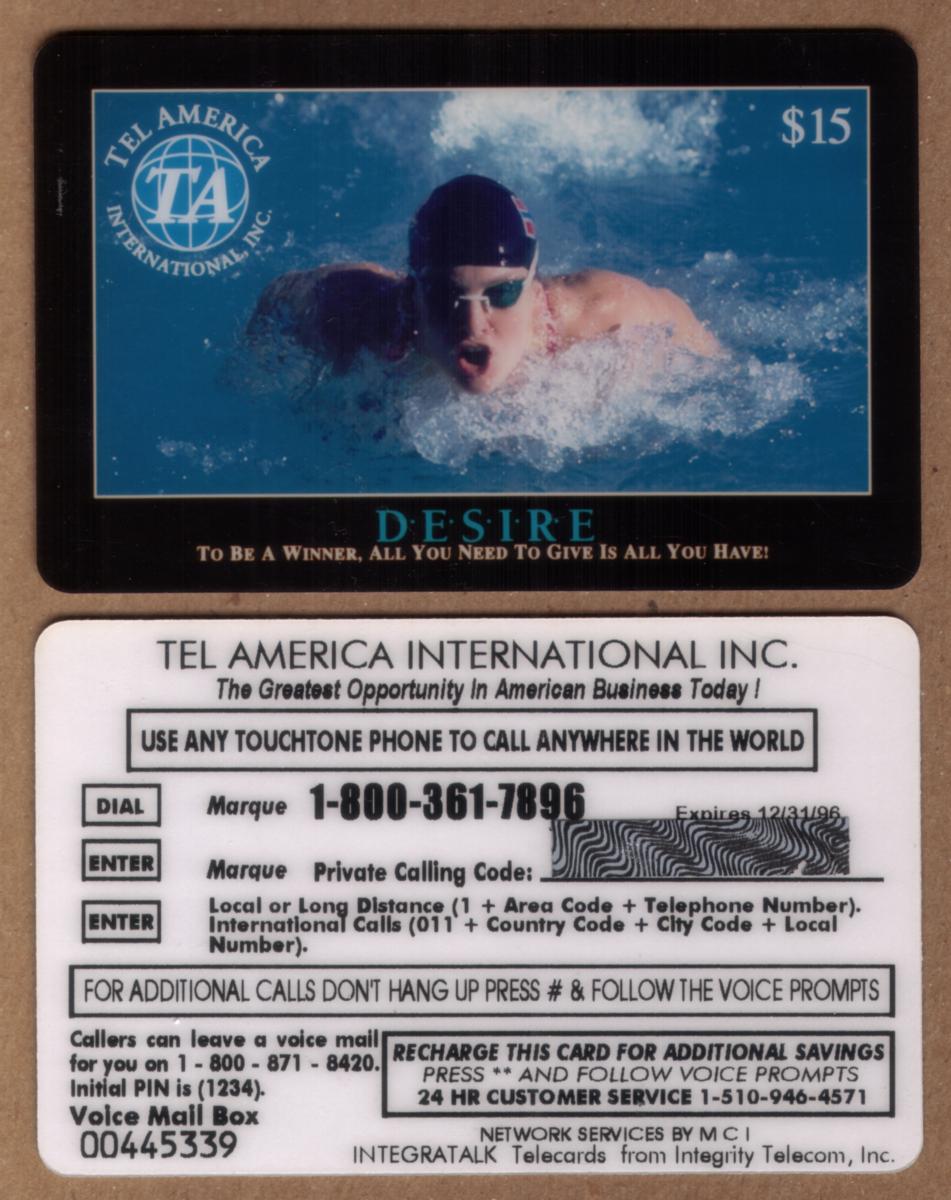 TEL AMERICA
TA
INTERNATIONAL, INC.
$15
D·E·S·I·R·E
TO BE A WINNER, ALL YOU NEED TO GIVE IS ALL YOU HAVE!
TEL AMERICA INTERNATIONAL INC.
The Greatest Opportunity In American Business Today !
USE ANY TOUCHTONE PHONE TO CALL ANYWHERE IN THE WORLD
DIAL Marque 1-800-361-7896
Expires 12/31/96
ENTER Marque Private Calling Code:
ENTER Local or Long Distance (1 + Area Code + Telephone Number).
International Calls (011 + Country Code + City Code + Local
Number).
FOR ADDITIONAL CALLS DON'T HANG UP PRESS # & FOLLOW THE VOICE PROMPTS
Callers can leave a voice mail
for you on 1 - 800 - 871 - 8420.
Initial PIN is (1234).
Voice Mail Box
00445339
RECHARGE THIS CARD FOR ADDITIONAL SAVINGS
PRESS ** AND FOLLOW VOICE PROMPTS
24 HR CUSTOMER SERVICE 1-510-946-4571
NETWORK SERVICES BY M C I
INTEGRATALK Telecards from Integrity Telecom, Inc.